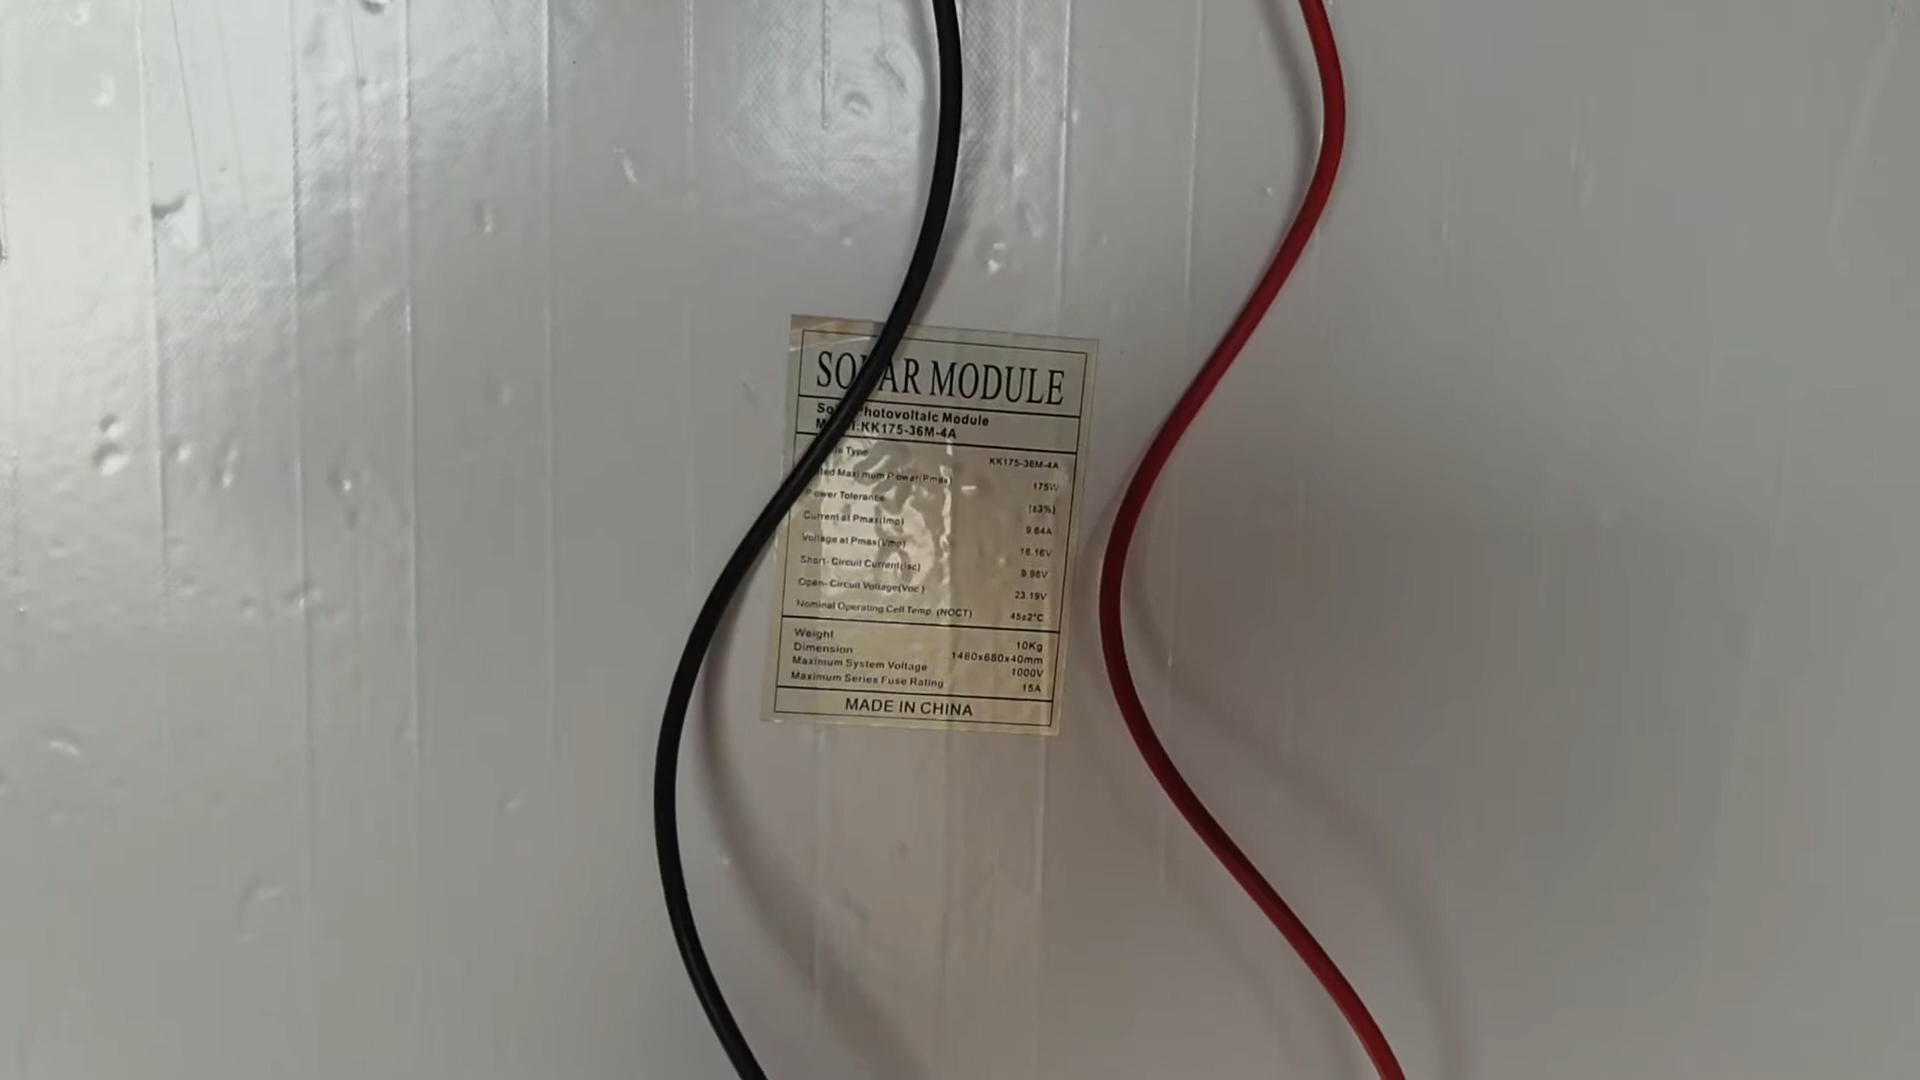 SOLAR MODULE
Solar Photovoltaic Module
Model:KK175-36M-4A
Type KK175-36M-4A
Maximum Power(Pmax) 175W
Power Tolerance (±3%)
Current at Pmax(Imp) 9.64A
Voltage at Pmax(Vmp) 18.16V
Short- Circuit Current(Isc) 9.96V
Open- Circuit Voltage(Voc ) 23.19V
Nominal Operating Cell Temp. (NOCT) 45±2°C
Weight 10Kg
Dimension 1480x680x40mm
Maximum System Voltage 1000V
Maximum Series Fuse Rating 15A
MADE IN CHINA